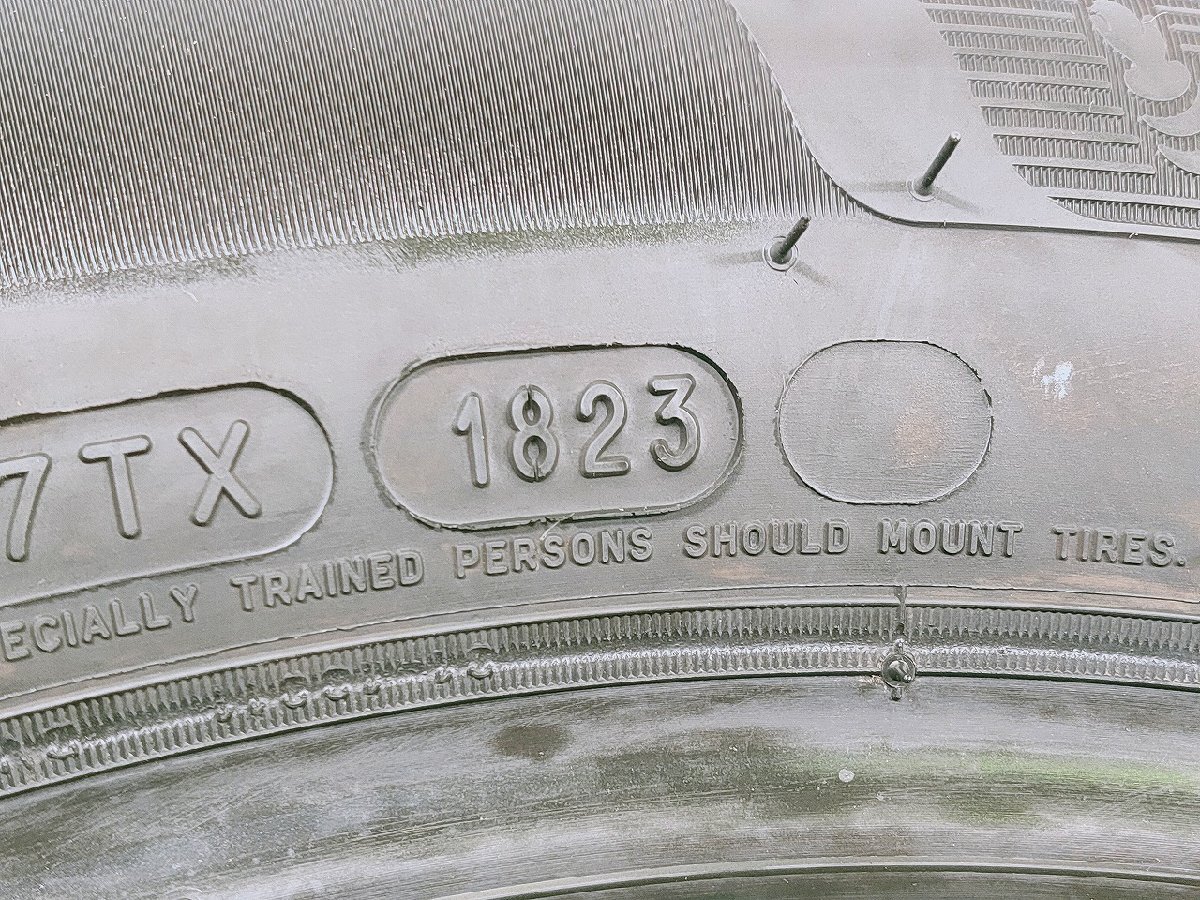 7TX 1823
ECIALLY TRAINED PERSONS SHOULD MOUNT TIRES.